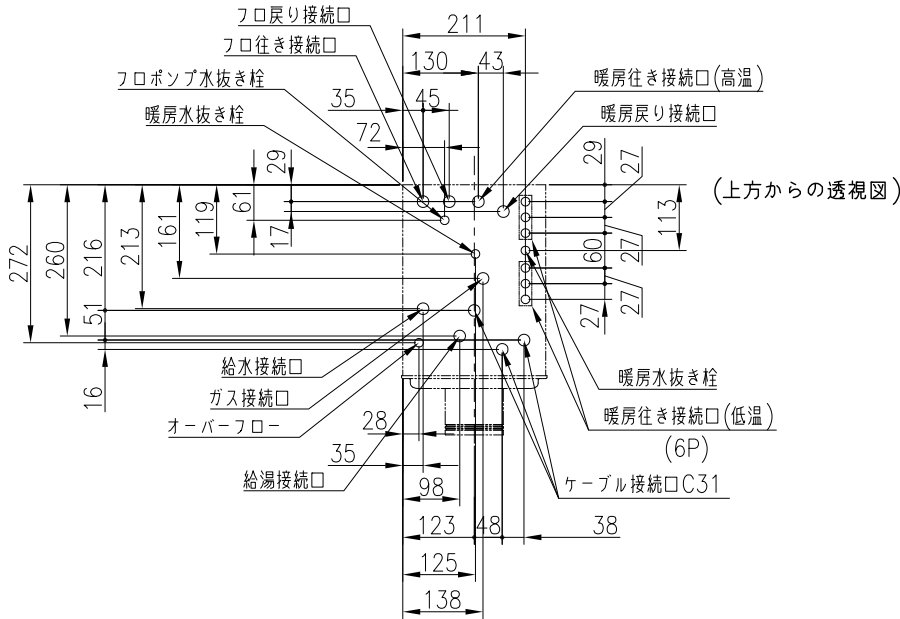 フロ戻り接続口
フロ往き接続口
フロポンプ水抜き栓
暖房水抜き栓
211
130
43
35
45
72
暖房往き接続口(高温)
暖房戻り接続口
29
61
17
119
161
213
216
260
272
51
16
29
27
27
60
27
27
113
(上方からの透視図)
給水接続口
ガス接続口
オーバーフロー
給湯接続口
28
35
98
123
48
38
125
138
暖房水抜き栓
暖房往き接続口(低温)
(6P)
ケーブル接続口C31